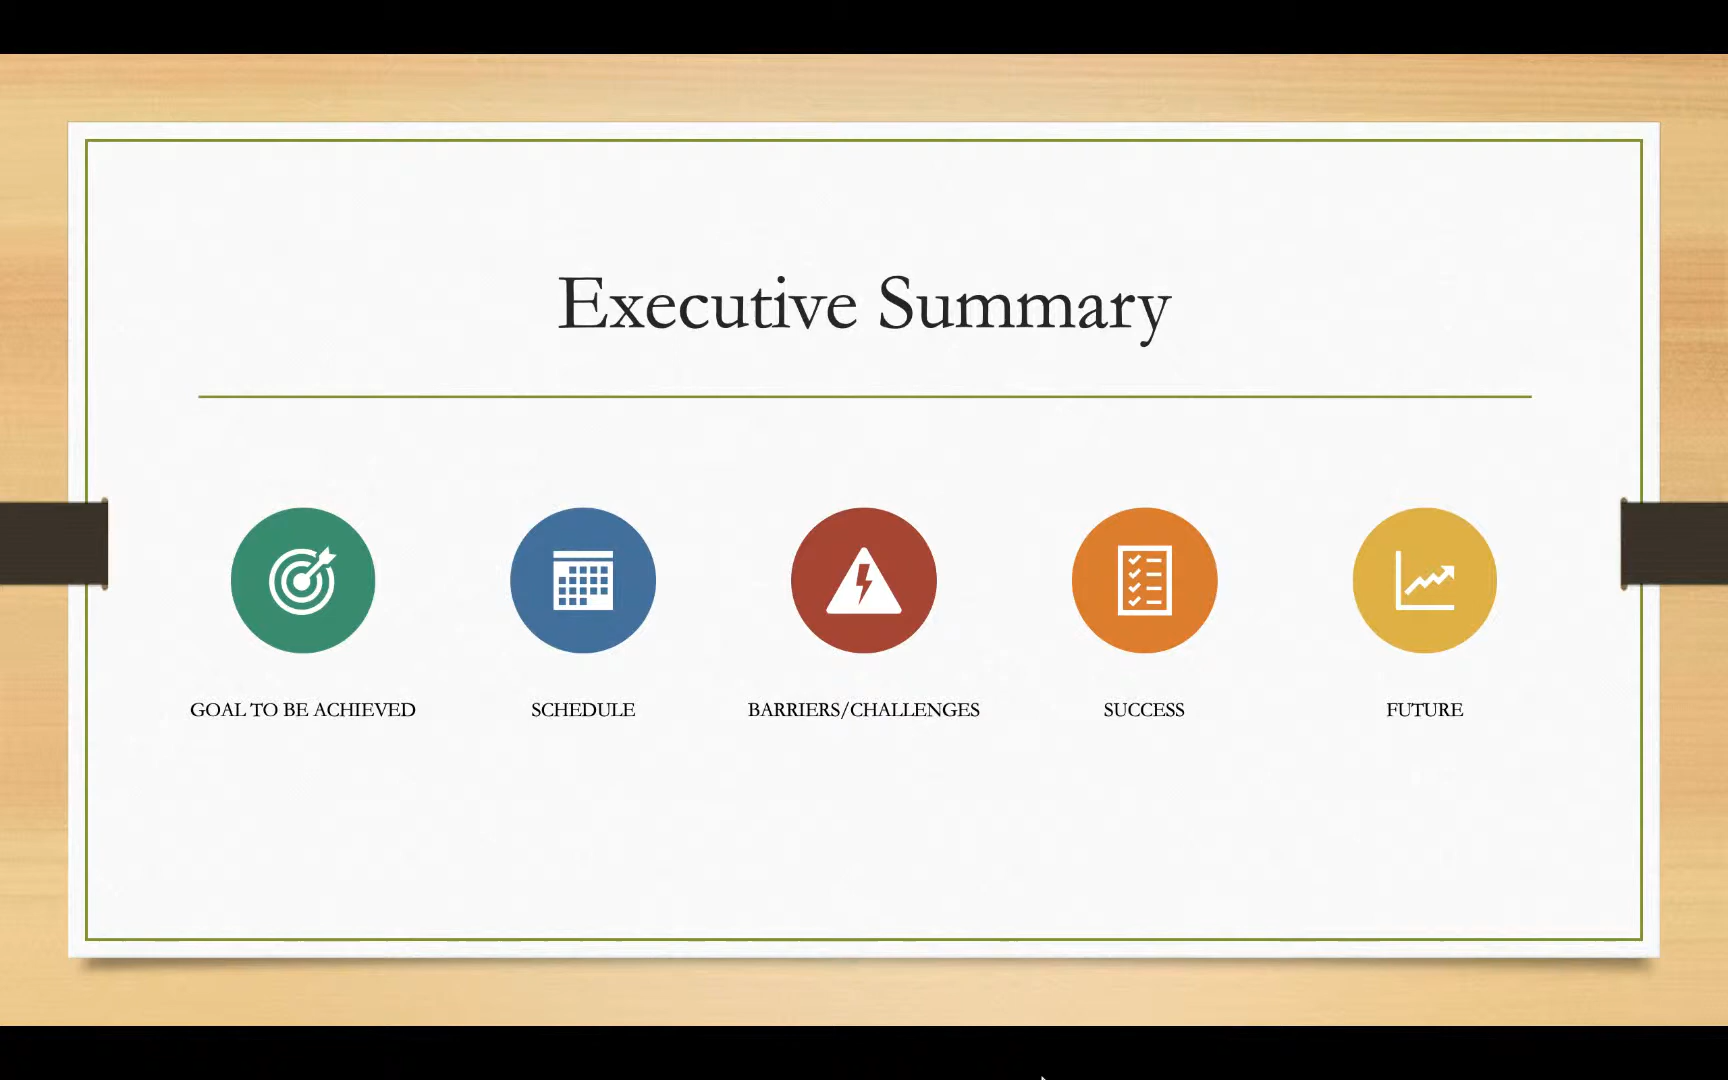 Executive Summary
GOAL TO BE ACHIEVED
SCHEDULE
BARRIERS/CHALLENGES
SUCCESS
FUTURE